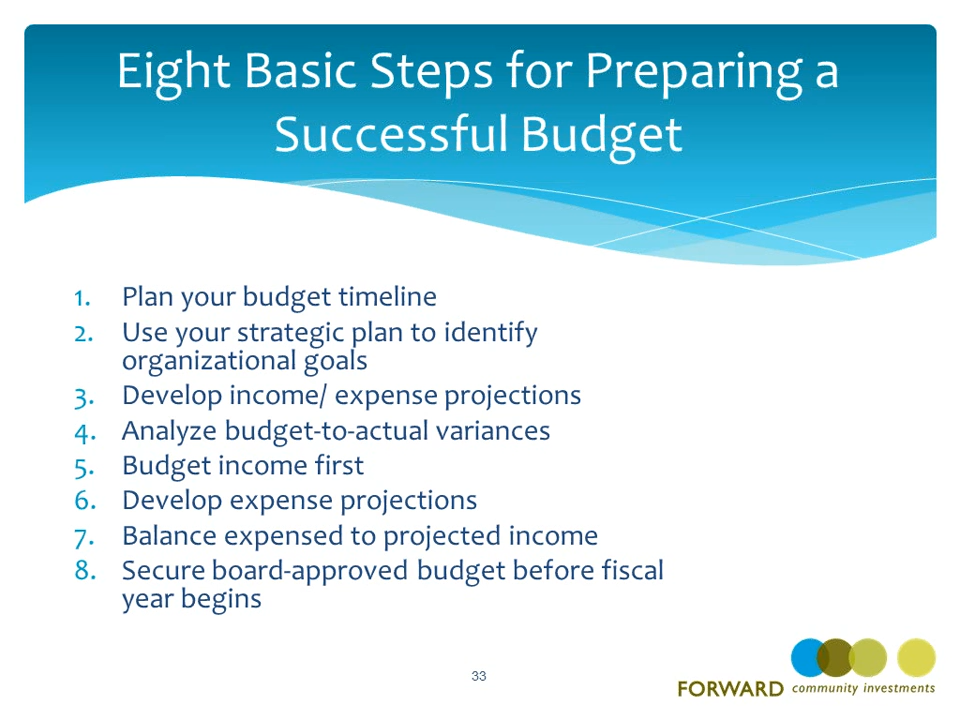 Eight Basic Steps for Preparing a
Successful Budget
1. Plan your budget timeline
2. Use your strategic plan to identify
organizational goals
3. Develop income/ expense projections
4. Analyze budget-to-actual variances
5. Budget income first
6. Develop expense projections
7. Balance expensed to projected income
8. Secure board-approved budget before fiscal
year begins
33
FORWARD community investments